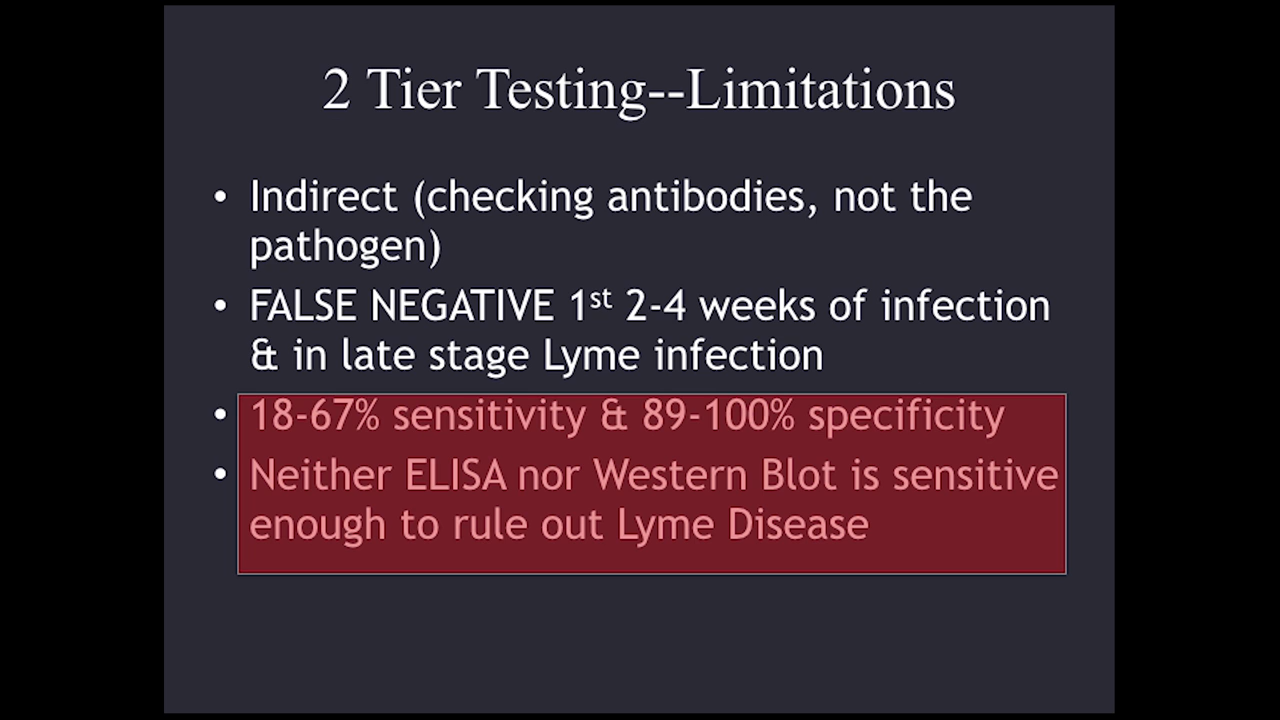 2 Tier Testing--Limitations
• Indirect (checking antibodies, not the
pathogen)
• FALSE NEGATIVE 1st 2-4 weeks of infection
& in late stage Lyme infection
• 18-67% sensitivity & 89-100% specificity
• Neither ELISA nor Western Blot is sensitive
enough to rule out Lyme Disease